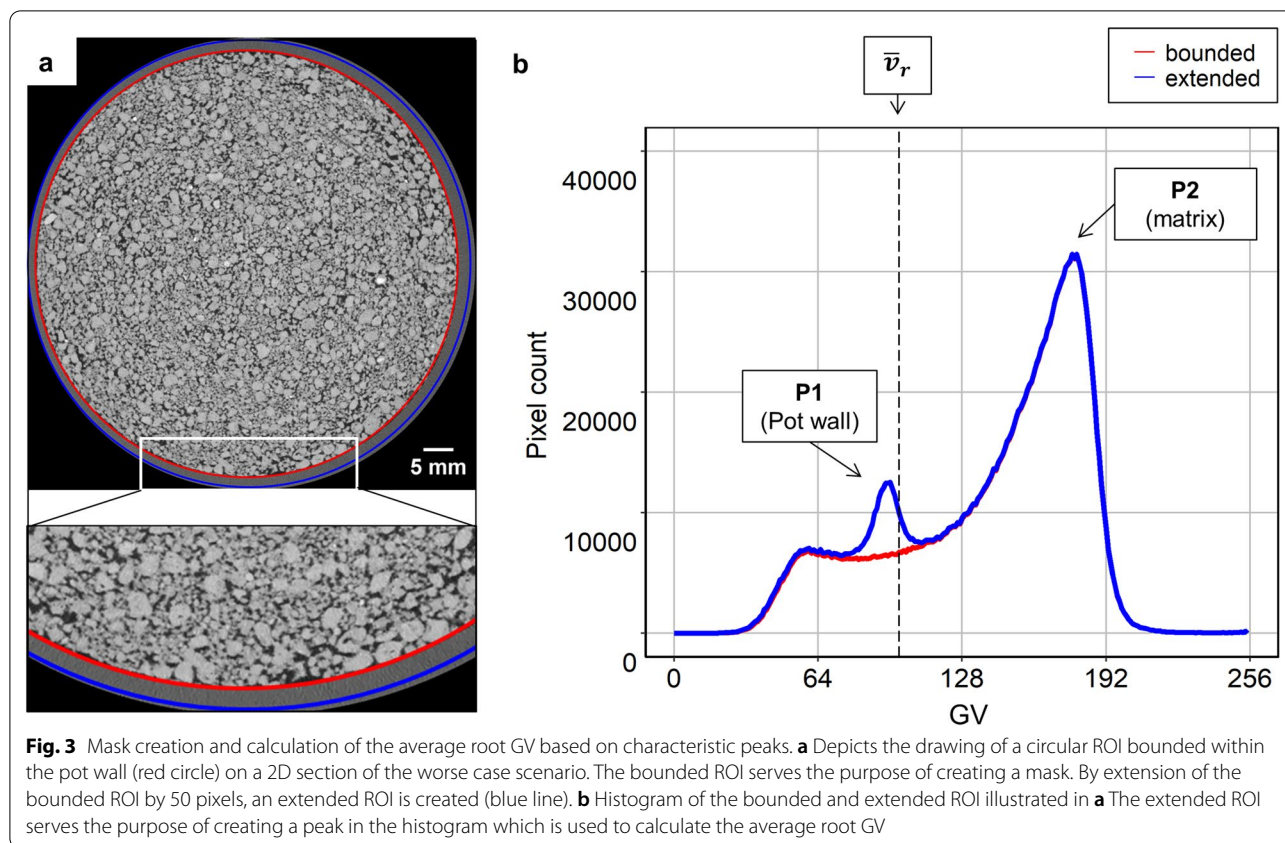 a
5 mm
b
v̅r
bounded
extended
40000
30000
20000
10000
0
Pixel count
P1
(Pot wall)
P2
(matrix)
0 64 128 192 256
GV
Fig. 3 Mask creation and calculation of the average root GV based on characteristic peaks. a Depicts the drawing of a circular ROI bounded within
the pot wall (red circle) on a 2D section of the worse case scenario. The bounded ROI serves the purpose of creating a mask. By extension of the
bounded ROI by 50 pixels, an extended ROI is created (blue line). b Histogram of the bounded and extended ROI illustrated in a The extended ROI
serves the purpose of creating a peak in the histogram which is used to calculate the average root GV